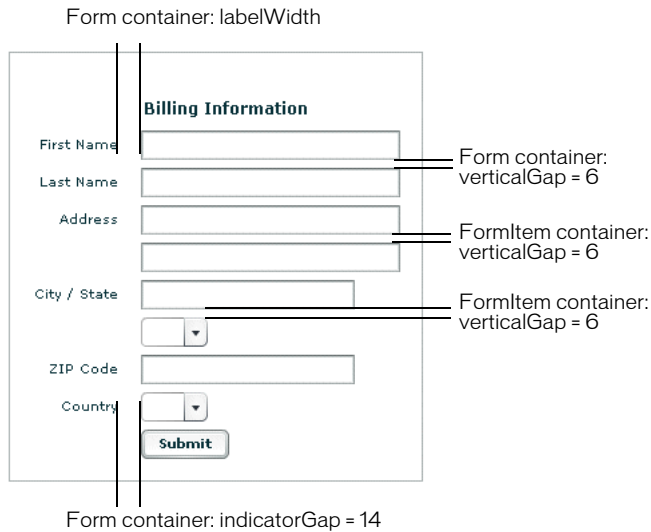 Form container: labelWidth
Billing Information
First Name
Form container:
verticalGap = 6
Last Name
Address
FormItem container:
verticalGap = 6
City / State
FormItem container:
verticalGap = 6
ZIP Code
Country
Submit
Form container: indicatorGap = 14